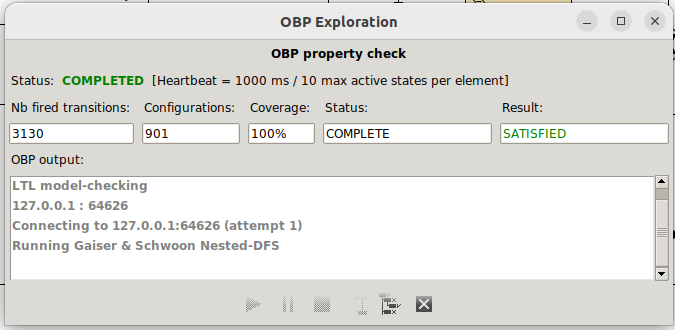 OBP Exploration
OBP property check
Status: COMPLETED [Heartbeat = 1000 ms / 10 max active states per element]
Nb fired transitions: Configurations: Coverage: Status: Result:
3130 901 100% COMPLETE SATISFIED
OBP output:
LTL model-checking
127.0.0.1 : 64626
Connecting to 127.0.0.1:64626 (attempt 1)
Running Gaiser & Schwoon Nested-DFS